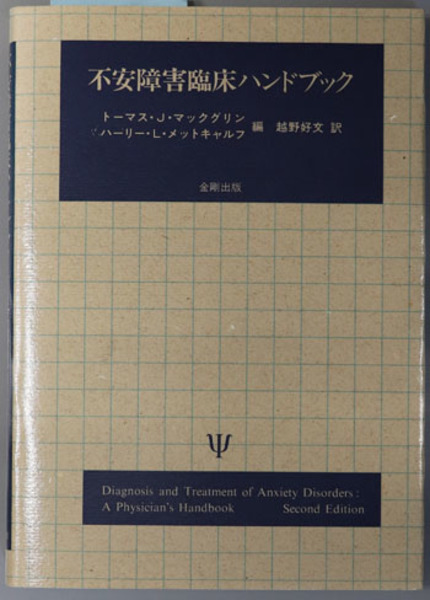 不安障害臨床ハンドブック
トーマス・J・マックグリン
ハーリー・L・メットキャルフ
編 越野好文 訳
金剛出版
Ψ
Diagnosis and Treatment of Anxiety Disorders:
A Physician's Handbook Second Edition